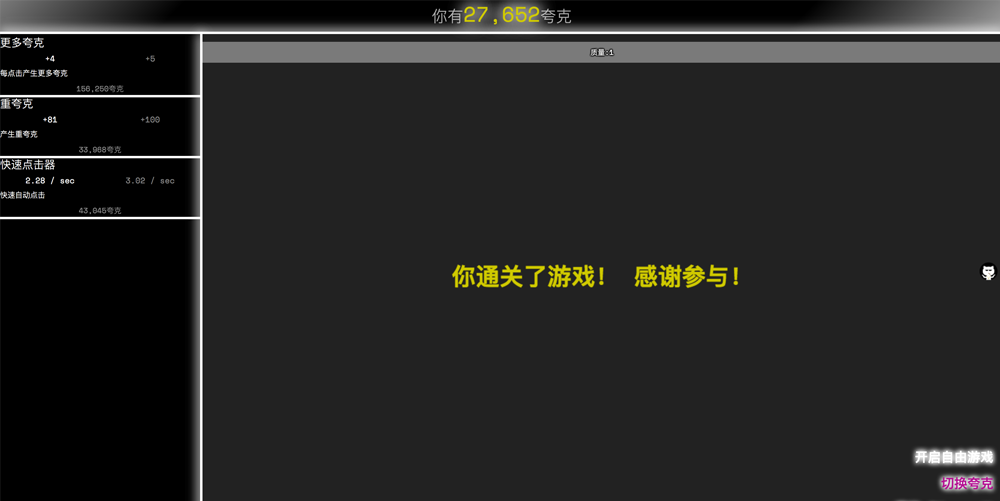 你有27,652夸克
更多夸克
+4 +5
每点击产生更多夸克
156,250夸克
重夸克
+81 +100
产生重夸克
33,988夸克
快速点击器
2.28 / sec 3.02 / sec
快速自动点击
43,045夸克
质量:1
你通关了游戏! 感谢参与!
开启自由游戏
切换夸克